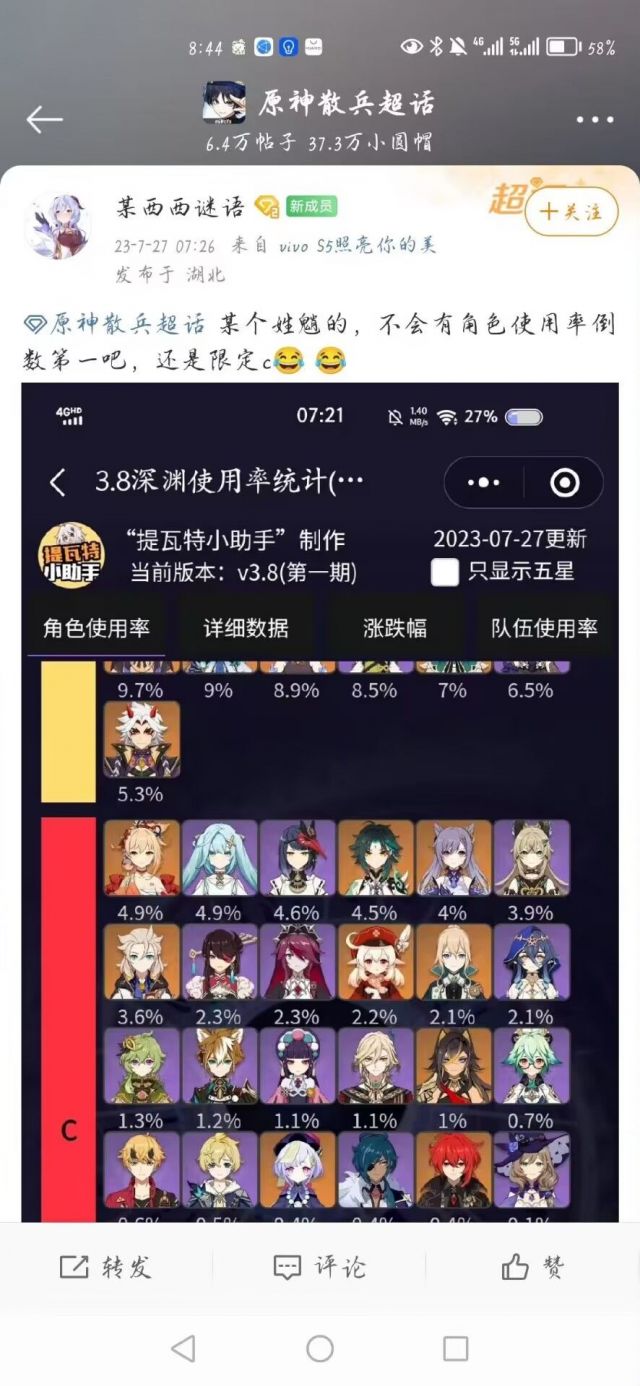 8:44
4G
5G
58%
原神散兵超话
6.4万帖子 37.3万小圆帽
某西西谜语
2
新成员
超
+关注
23-7-27 07:26 来自 vivo S5照亮你的美
发布于 湖北
原神散兵超话 某个姓魈的，不会有角色使用率倒
数第一吧，还是限定c😂 😂
4GHD
07:21
1.40
MB/s
27%
3.8深渊使用率统计(···
提瓦特
小助手
“提瓦特小助手”制作
2023-07-27更新
当前版本：v3.8(第一期)
只显示五星
角色使用率
详细数据
涨跌幅
队伍使用率
9.7% 9% 8.9% 8.5% 7% 6.5%
5.3%
4.9% 4.9% 4.6% 4.5% 4% 3.9%
3.6% 2.3% 2.3% 2.2% 2.1% 2.1%
1.3% 1.2% 1.1% 1.1% 1% 0.7%
C
转发
评论
赞